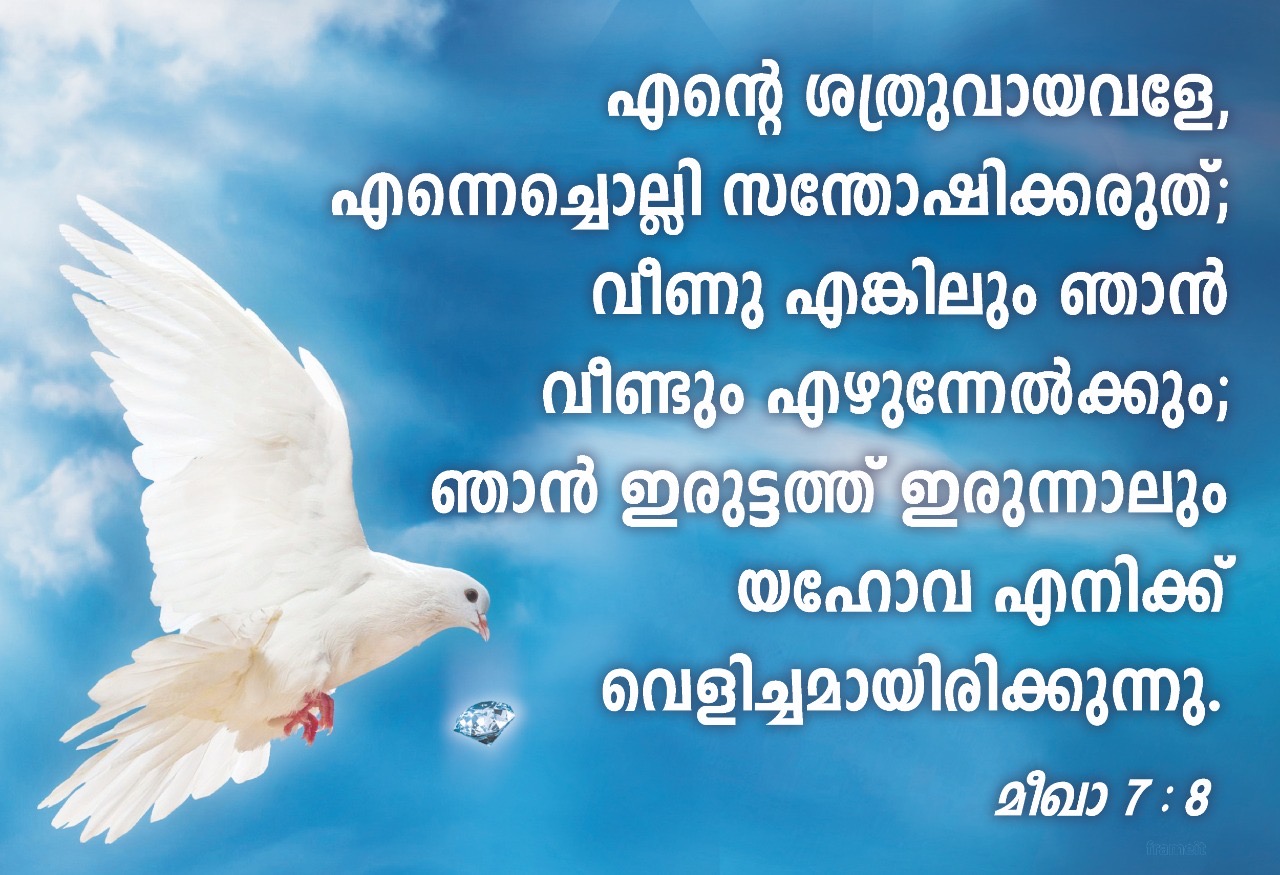 എന്റെ ശത്രുവായവളേ,
എന്നെച്ചൊല്ലി സന്തോഷിക്കരുത്;
വീണു എങ്കിലും ഞാൻ
വീണ്ടും എഴുന്നേൽക്കും;
ഞാൻ ഇരുട്ടത്ത് ഇരുന്നാലും
യഹോവ എനിക്ക്
വെളിച്ചമായിരിക്കുന്നു.
മീഖാ 7 : 8